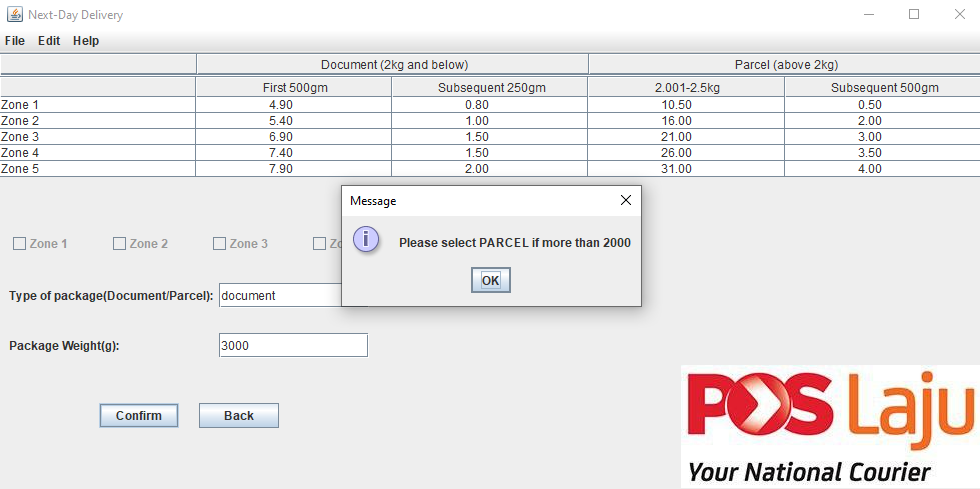 Next-Day Delivery
File Edit Help
Document (2kg and below) Parcel (above 2kg)
First 500gm Subsequent 250gm 2.001-2.5kg Subsequent 500gm
Zone 1 4.90 0.80 10.50 0.50
Zone 2 5.40 1.00 16.00 2.00
Zone 3 6.90 1.50 21.00 3.00
Zone 4 7.40 1.50 26.00 3.50
Zone 5 7.90 2.00 31.00 4.00
Message
Zone 1 Zone 2 Zone 3
Please select PARCEL if more than 2000
OK
Type of package(Document/Parcel): document
Package Weight(g): 3000
Confirm Back
POS Laju
Your National Courier